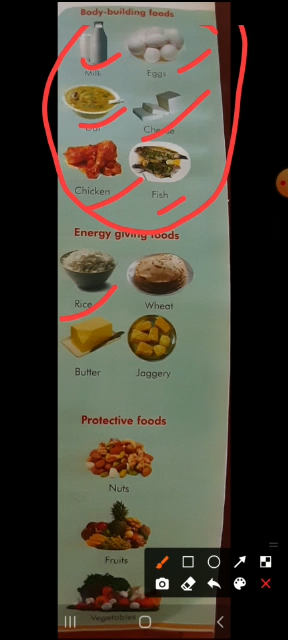 Body-building foods
Milk Eggs
Dal Cheese
Chicken Fish
Energy giving foods
Rice Wheat
Butter Jaggery
Protective foods
Nuts
Fruits
Vegetables